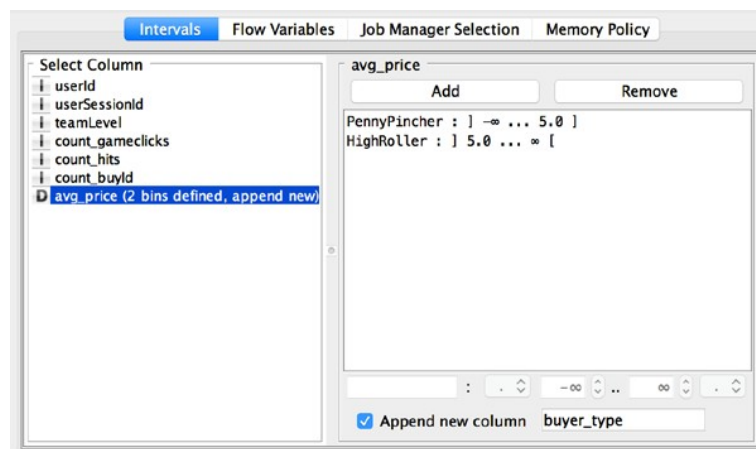 Intervals Flow Variables Job Manager Selection Memory Policy
Select Column
I userId
I userSessionId
I teamLevel
I count_gameclicks
I count_hits
I count_buyId
D avg_price (2 bins defined, append new)
avg_price
Add Remove
PennyPincher : ] -∞ ... 5.0 ]
HighRoller : ] 5.0 ... ∞ [
: . -∞ .. ∞ .
Append new column buyer_type